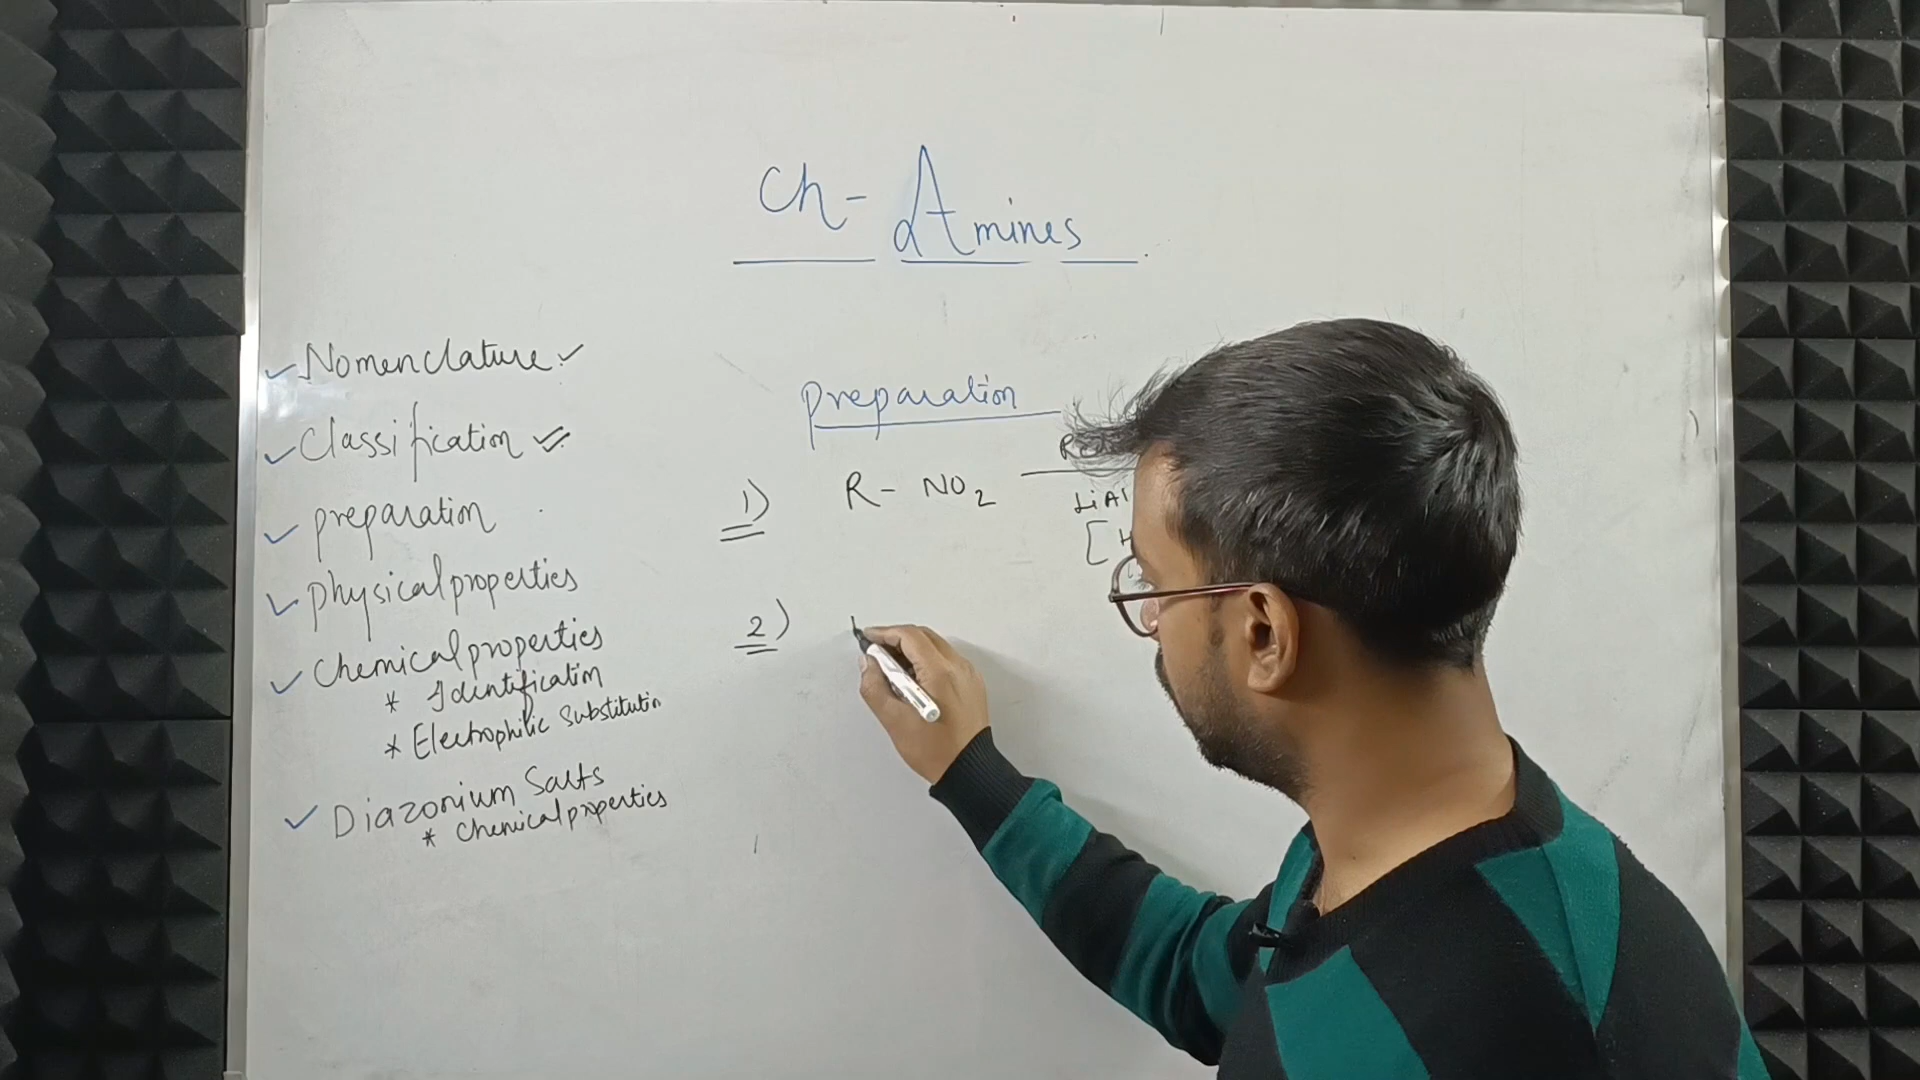 Ch- Amines
✓ Nomenclature ✓
✓ Classification ✓
✓ preparation
✓ physical properties
✓ Chemical properties
* Identification
* Electrophilic Substitution
✓ Diazonium Salts
* Chemical properties
preparation
1) R- NO2
LiAl
[ H
2)